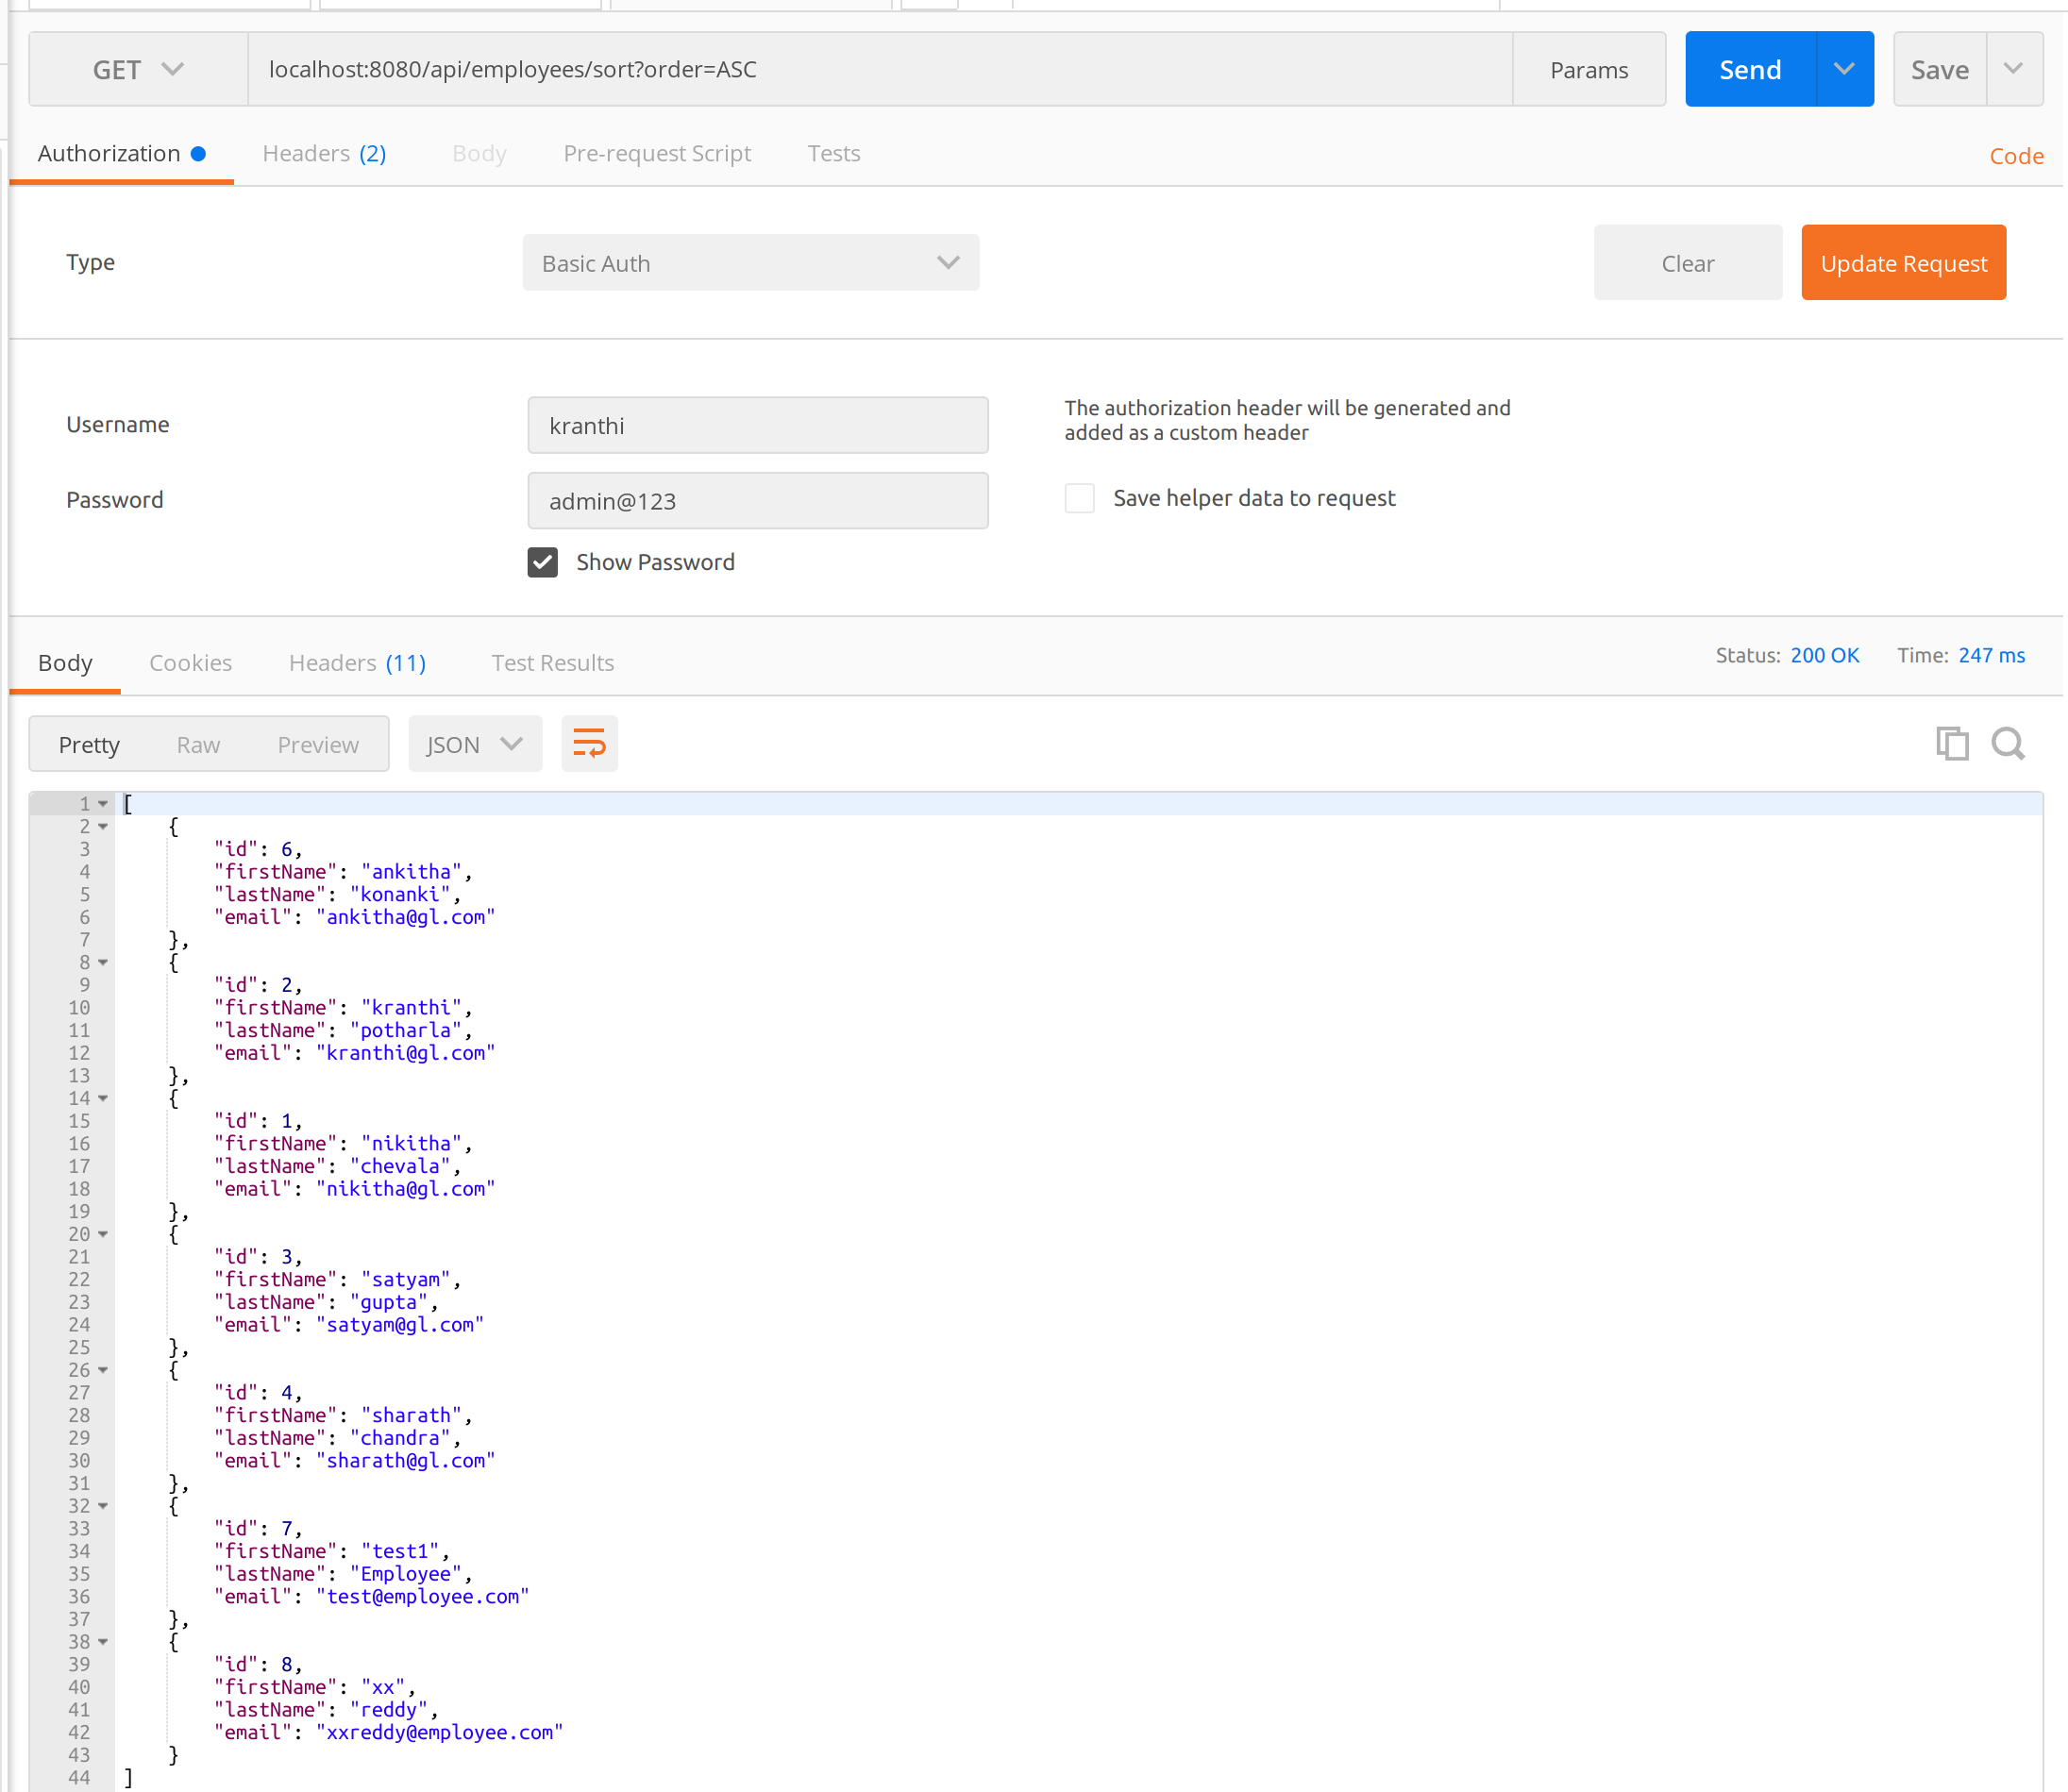 GET localhost:8080/api/employees/sort?order=ASC Params Send Save
Authorization Headers (2) Body Pre-request Script Tests Code
Type Basic Auth Clear Update Request
Username kranthi
The authorization header will be generated and
added as a custom header
Password admin@123 Save helper data to request
Show Password
Body Cookies Headers (11) Test Results Status: 200 OK Time: 247 ms
Pretty Raw Preview JSON
1 [
2 {
3 "id": 6,
4 "firstName": "ankitha",
5 "lastName": "konanki",
6 "email": "ankitha@gl.com"
7 },
8 {
9 "id": 2,
10 "firstName": "kranthi",
11 "lastName": "potharla",
12 "email": "kranthi@gl.com"
13 },
14 {
15 "id": 1,
16 "firstName": "nikitha",
17 "lastName": "chevala",
18 "email": "nikitha@gl.com"
19 },
20 {
21 "id": 3,
22 "firstName": "satyam",
23 "lastName": "gupta",
24 "email": "satyam@gl.com"
25 },
26 {
27 "id": 4,
28 "firstName": "sharath",
29 "lastName": "chandra",
30 "email": "sharath@gl.com"
31 },
32 {
33 "id": 7,
34 "firstName": "test1",
35 "lastName": "Employee",
36 "email": "test@employee.com"
37 },
38 {
39 "id": 8,
40 "firstName": "xx",
41 "lastName": "reddy",
42 "email": "xxreddy@employee.com"
43 }
44 ]